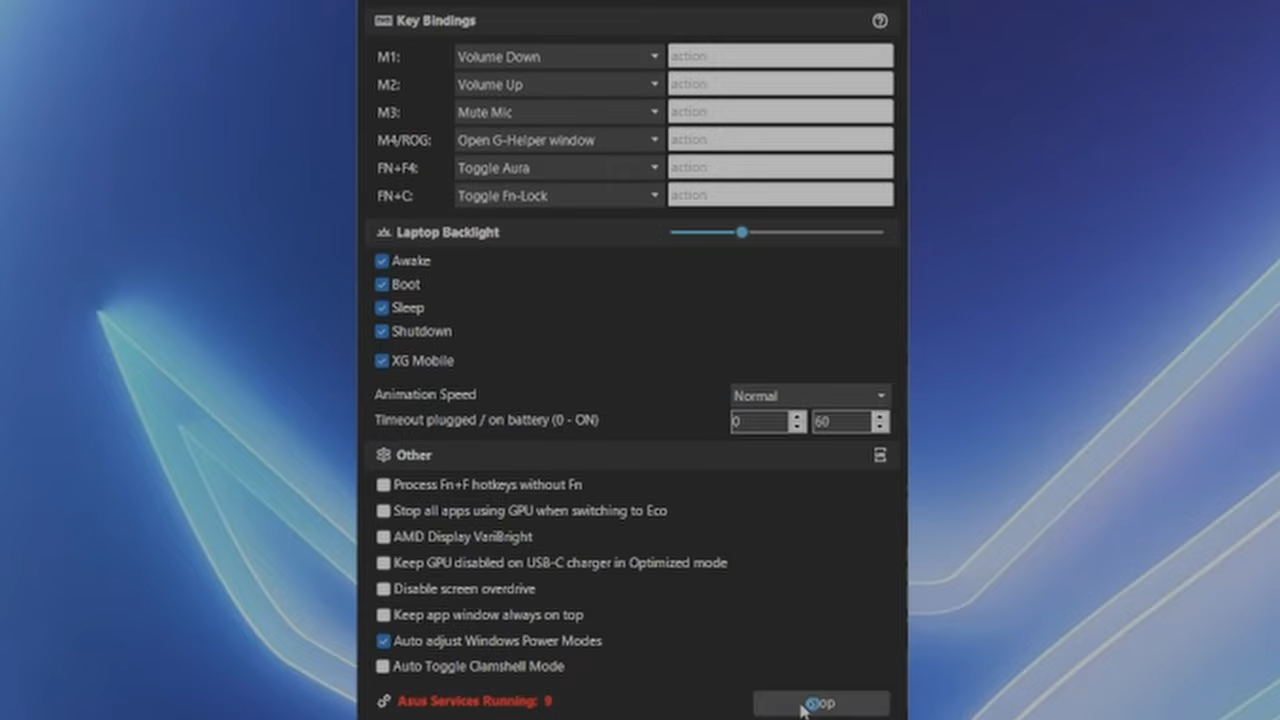 Key Bindings
M1: Volume Down action
M2: Volume Up action
M3: Mute Mic action
M4/ROG: Open G-Helper window action
FN+F4: Toggle Aura action
FN+C: Toggle Fn-Lock action
Laptop Backlight
Awake
Boot
Sleep
Shutdown
XG Mobile
Animation Speed Normal
Timeout plugged / on battery (0 - ON) 0 60
Other
Process Fn+F hotkeys without Fn
Stop all apps using GPU when switching to Eco
AMD Display VariBright
Keep GPU disabled on USB-C charger in Optimized mode
Disable screen overdrive
Keep app window always on top
Auto adjust Windows Power Modes
Auto Toggle Clamshell Mode
Asus Services Running: 9